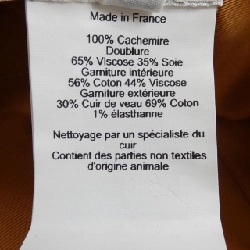 Made in France
100% Cachemire
Doublure
65% Viscose 35% Soie
Garniture intérieure
56% Coton 44% Viscose
Garniture extérieure
30% Cuir de veau 69% Coton
1% élasthanne
Nettoyage par un spécialiste du
cuir
Contient des parties non textiles
d'origine animale